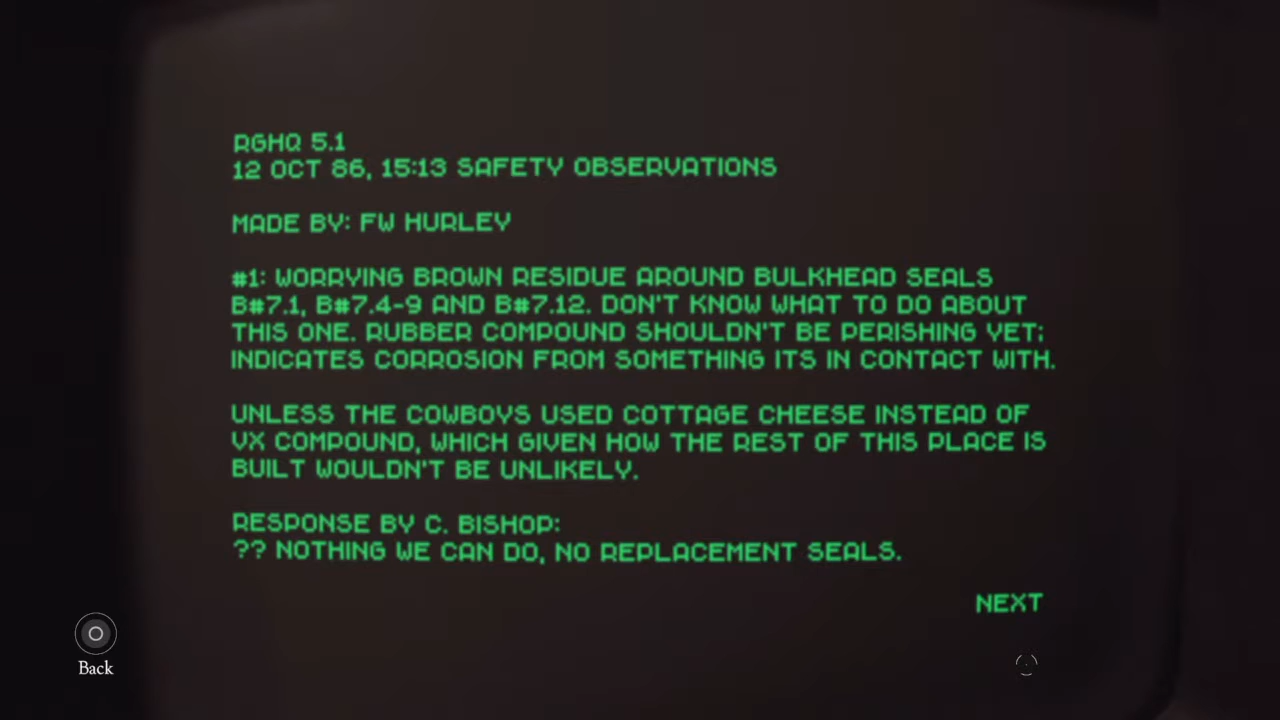 RGHQ 5.1
12 OCT 86, 15:13 SAFETY OBSERVATIONS
MADE BY: FW HURLEY
#1: WORRYING BROWN RESIDUE AROUND BULKHEAD SEALS
B#7.1, B#7.4-9 AND B#7.12. DON'T KNOW WHAT TO DO ABOUT
THIS ONE. RUBBER COMPOUND SHOULDN'T BE PERISHING YET;
INDICATES CORROSION FROM SOMETHING ITS IN CONTACT WITH.
UNLESS THE COWBOYS USED COTTAGE CHEESE INSTEAD OF
VX COMPOUND, WHICH GIVEN HOW THE REST OF THIS PLACE IS
BUILT WOULDN'T BE UNLIKELY.
RESPONSE BY C. BISHOP:
?? NOTHING WE CAN DO, NO REPLACEMENT SEALS.
NEXT
Back